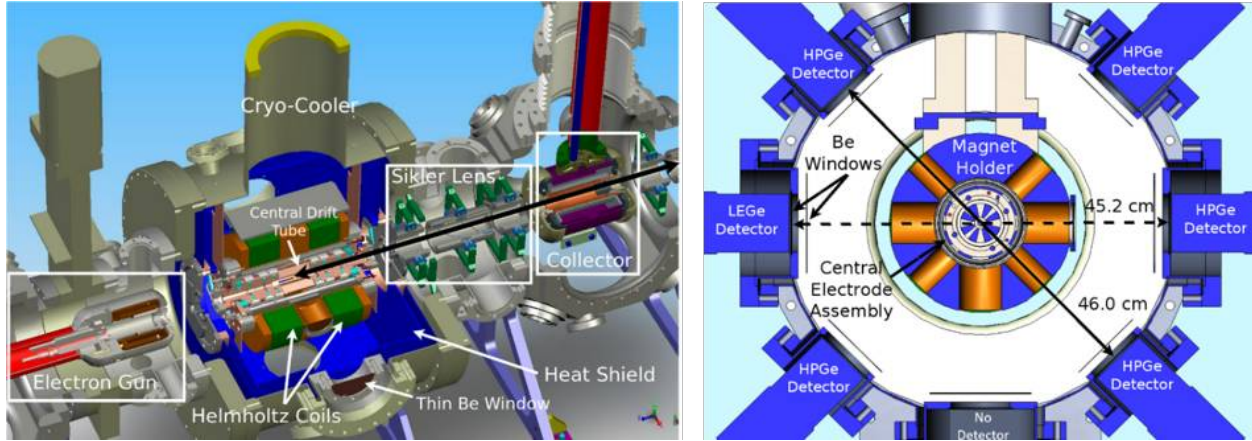 Cryo-Cooler
Sikler Lens
Central Drift
Tube
Collector
Electron Gun
Heat Shield
Helmholtz Coils
Thin Be Window
HPGe
Detector
HPGe
Detector
Be
Windows
Magnet
Holder
LEGe
Detector
45.2 cm
HPGe
Detector
Central
Electrode
Assembly
46.0 cm
HPGe
Detector
HPGe
Detector
No
Detector